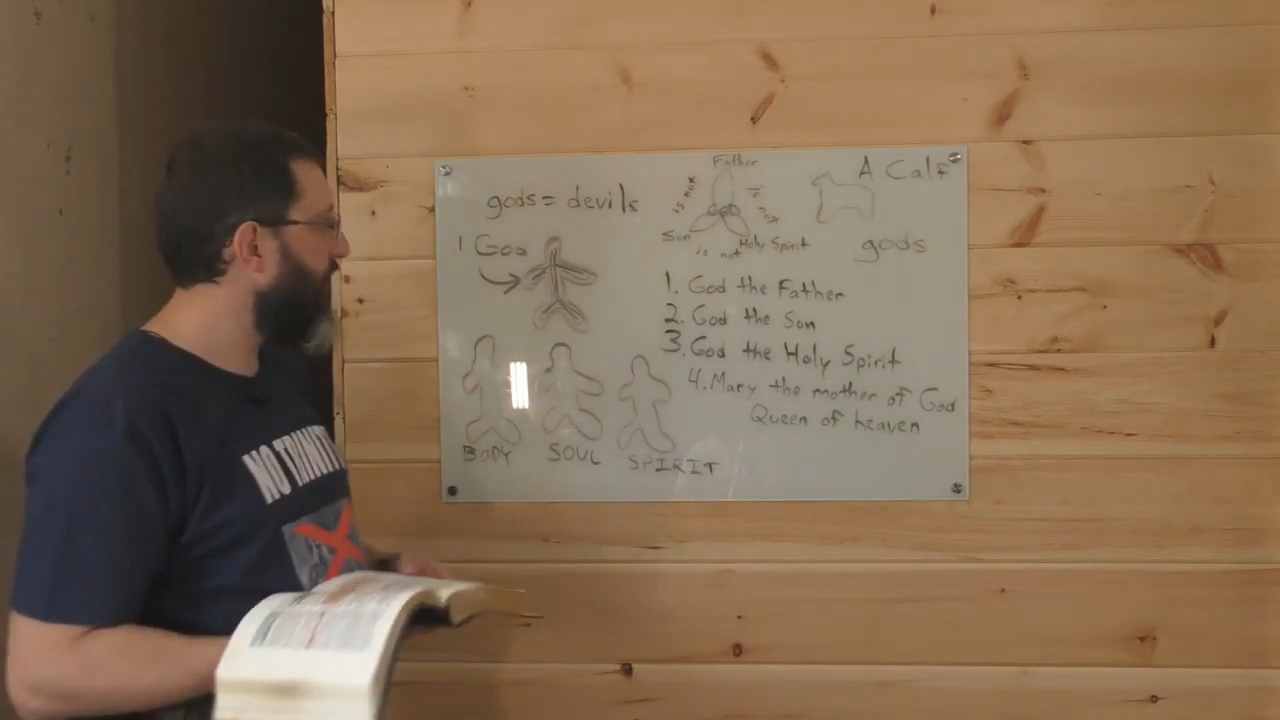 gods = devils
1 God
BODY
SOUL
SPIRIT
Father
is not
is not
Son
is not
Holy Spirit
A Calf
gods
1. God the Father
2. God the Son
3. God the Holy Spirit
4. Mary the mother of God
Queen of heaven
NO